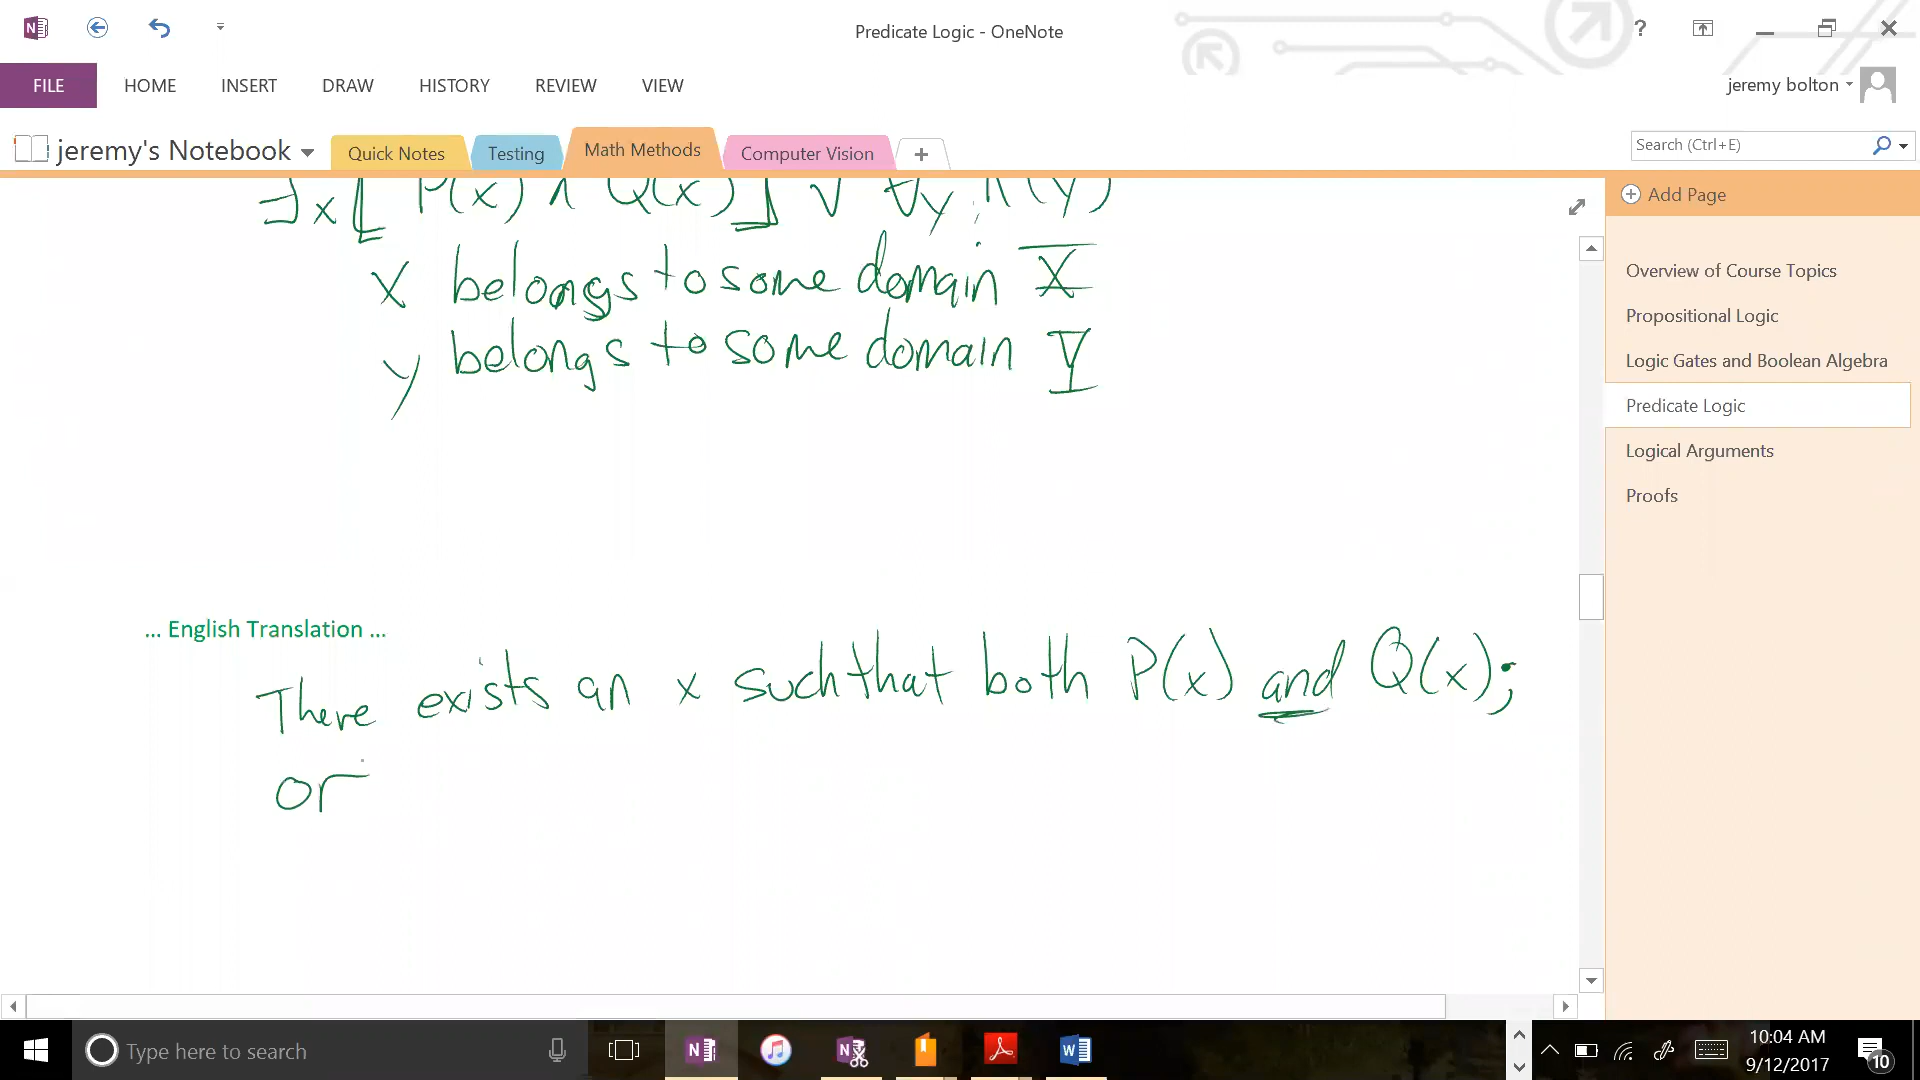 Predicate Logic - OneNote
?
FILE HOME INSERT DRAW HISTORY REVIEW VIEW
jeremy bolton
jeremy's Notebook Quick Notes Testing Math Methods Computer Vision +
Search (Ctrl+E)
Add Page
Overview of Course Topics
Propositional Logic
Logic Gates and Boolean Algebra
Predicate Logic
Logical Arguments
Proofs
∃x[ P(x) ∧ Q(x) ] ∨ ∀y (y)
x belongs to some domain X
y belongs to some domain Y
... English Translation ...
There exists an x such that both P(x) and Q(x);
or
Type here to search
10:04 AM
9/12/2017
10